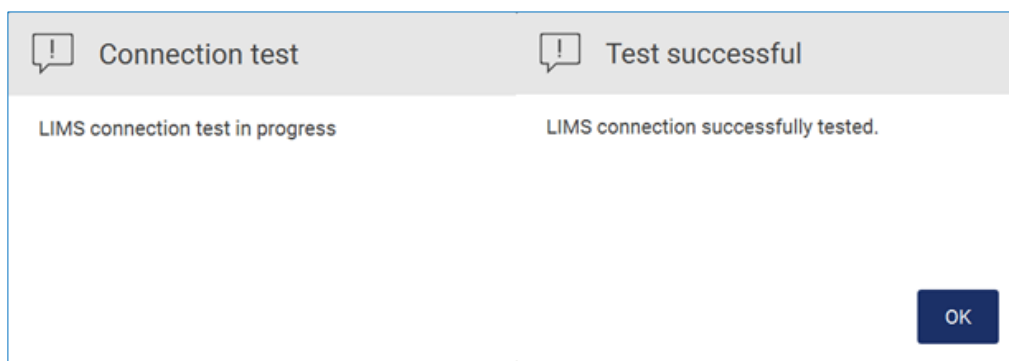 Connection test
LIMS connection test in progress
Test successful
LIMS connection successfully tested.
OK